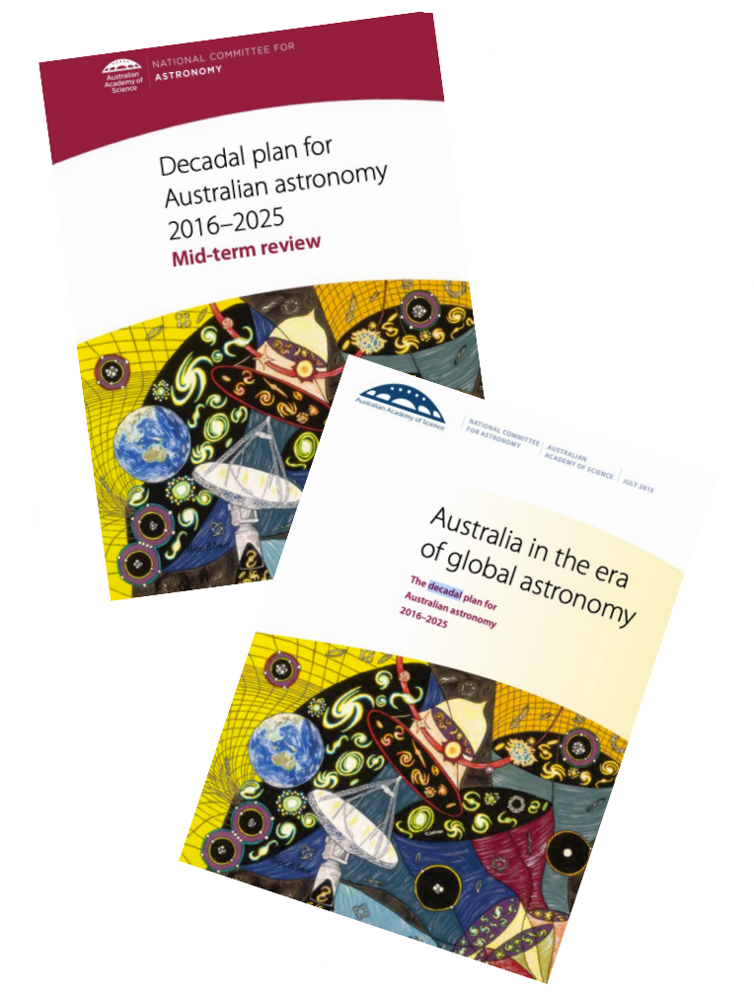 Australian
Academy of
Science
NATIONAL COMMITTEE FOR
ASTRONOMY
Decadal plan for
Australian astronomy
2016–2025
Mid-term review
Australian Academy of Science
NATIONAL COMMITTEE
FOR ASTRONOMY
AUSTRALIAN
ACADEMY OF SCIENCE
JULY 2015
Australia in the era
of global astronomy
The decadal plan for
Australian astronomy
2016–2025